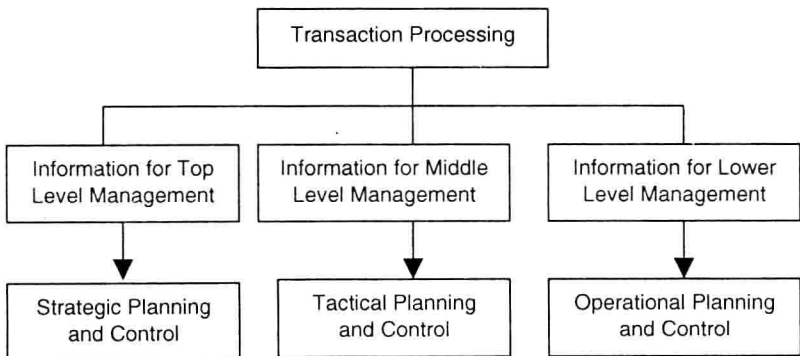 Transaction Processing
Information for Top
Level Management
Information for Middle
Level Management
Information for Lower
Level Management
Strategic Planning
and Control
Tactical Planning
and Control
Operational Planning
and Control